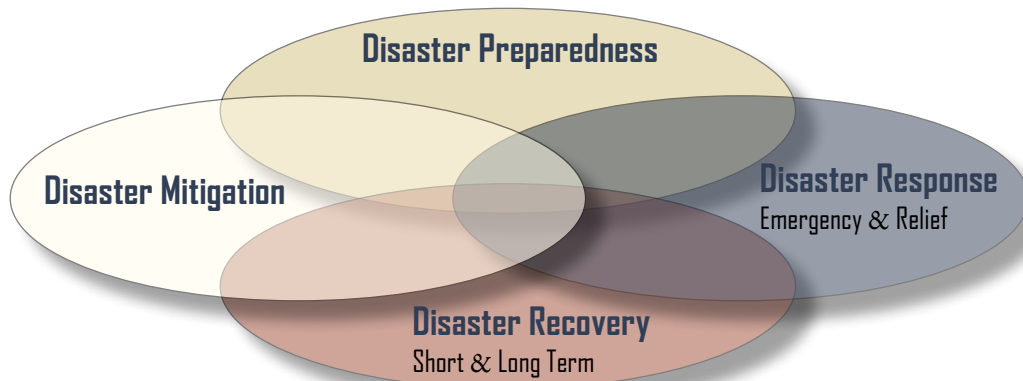 Disaster Preparedness
Disaster Mitigation
Disaster Response
Emergency & Relief
Disaster Recovery
Short & Long Term